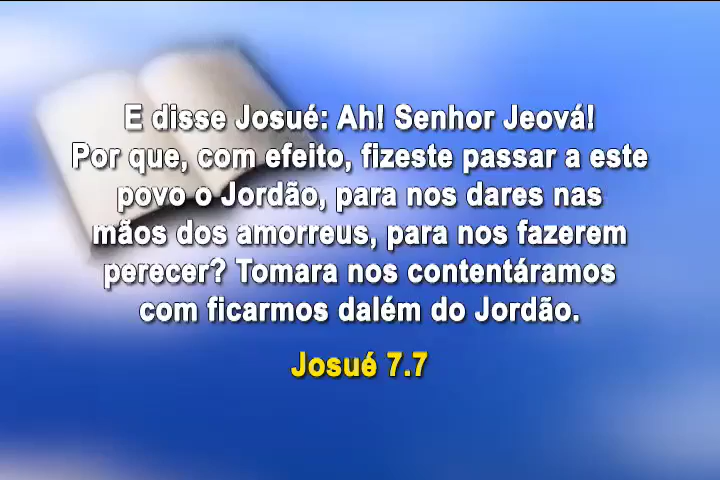 E disse Josué: Ah! Senhor Jeová!
Por que, com efeito, fizeste passar a este
povo o Jordão, para nos dares nas
mãos dos amorreus, para nos fazerem
perecer? Tomara nos contentáramos
com ficarmos dalém do Jordão.
Josué 7.7